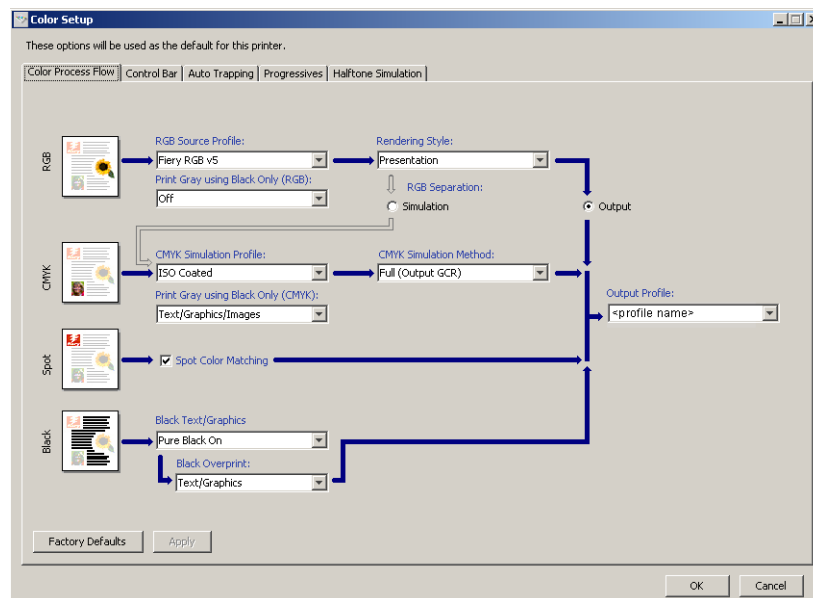 Color Setup
These options will be used as the default for this printer.
Color Process Flow Control Bar Auto Trapping Progressives Halftone Simulation
RGB
RGB Source Profile:
Fiery RGB v5
Print Gray using Black Only (RGB):
Off
Rendering Style:
Presentation
RGB Separation:
Simulation
Output
CMYK
CMYK Simulation Profile:
ISO Coated
Print Gray using Black Only (CMYK):
Text/Graphics/Images
CMYK Simulation Method:
Full (Output GCR)
Output Profile:
<profile name>
Spot
Spot Color Matching
Black
Black Text/Graphics
Pure Black On
Black Overprint:
Text/Graphics
Factory Defaults Apply
OK Cancel